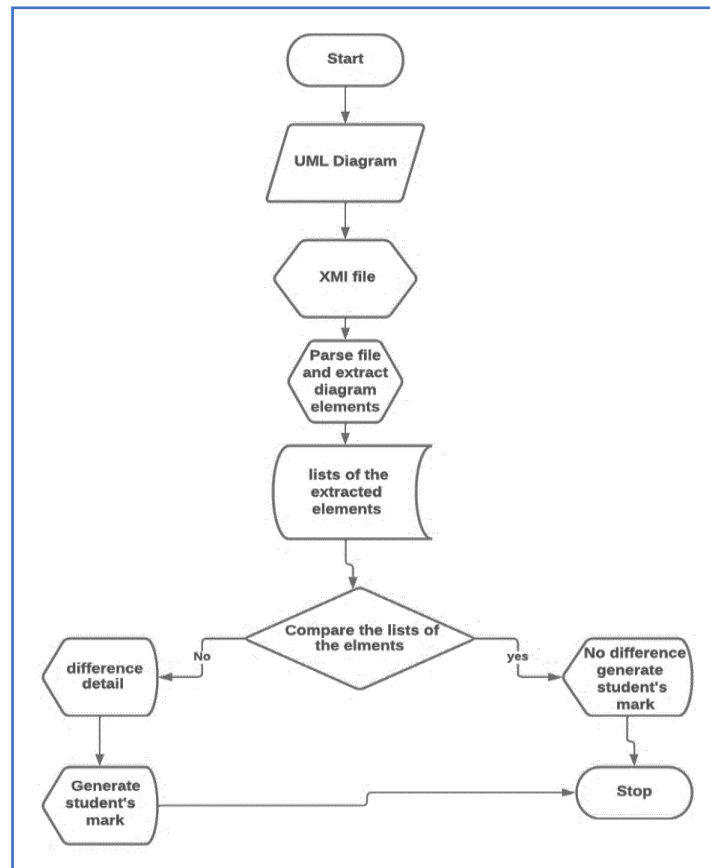 Start
UML Diagram
XMI file
Parse file
and extract
diagram
elements
lists of the
extracted
elements
Compare the lists of
the elments
No
yes
difference
detail
No difference
generate
student's
mark
Generate
student's
mark
Stop